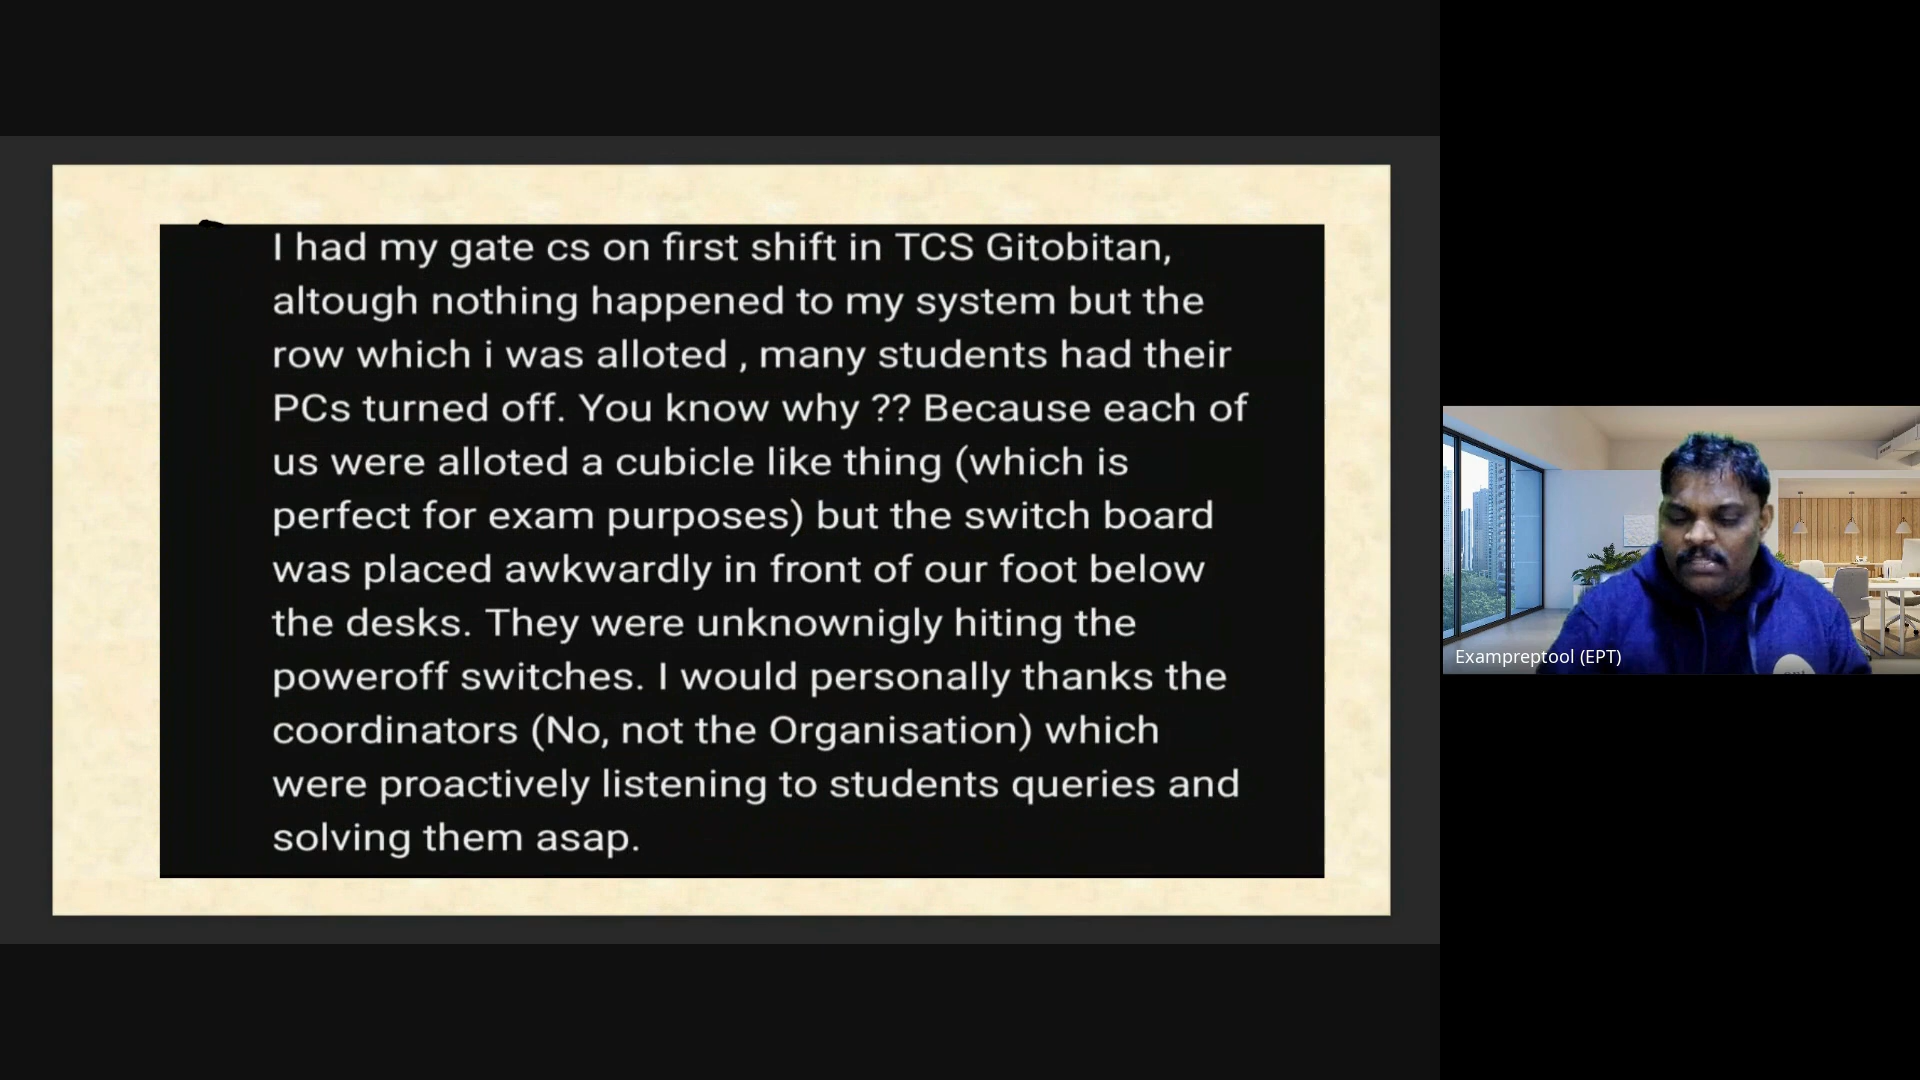 I had my gate cs on first shift in TCS Gitobitan,
altough nothing happened to my system but the
row which i was alloted , many students had their
PCs turned off. You know why ?? Because each of
us were alloted a cubicle like thing (which is
perfect for exam purposes) but the switch board
was placed awkwardly in front of our foot below
the desks. They were unknownigly hiting the
poweroff switches. I would personally thanks the
coordinators (No, not the Organisation) which
were proactively listening to students queries and
solving them asap.
Exampreptool (EPT)